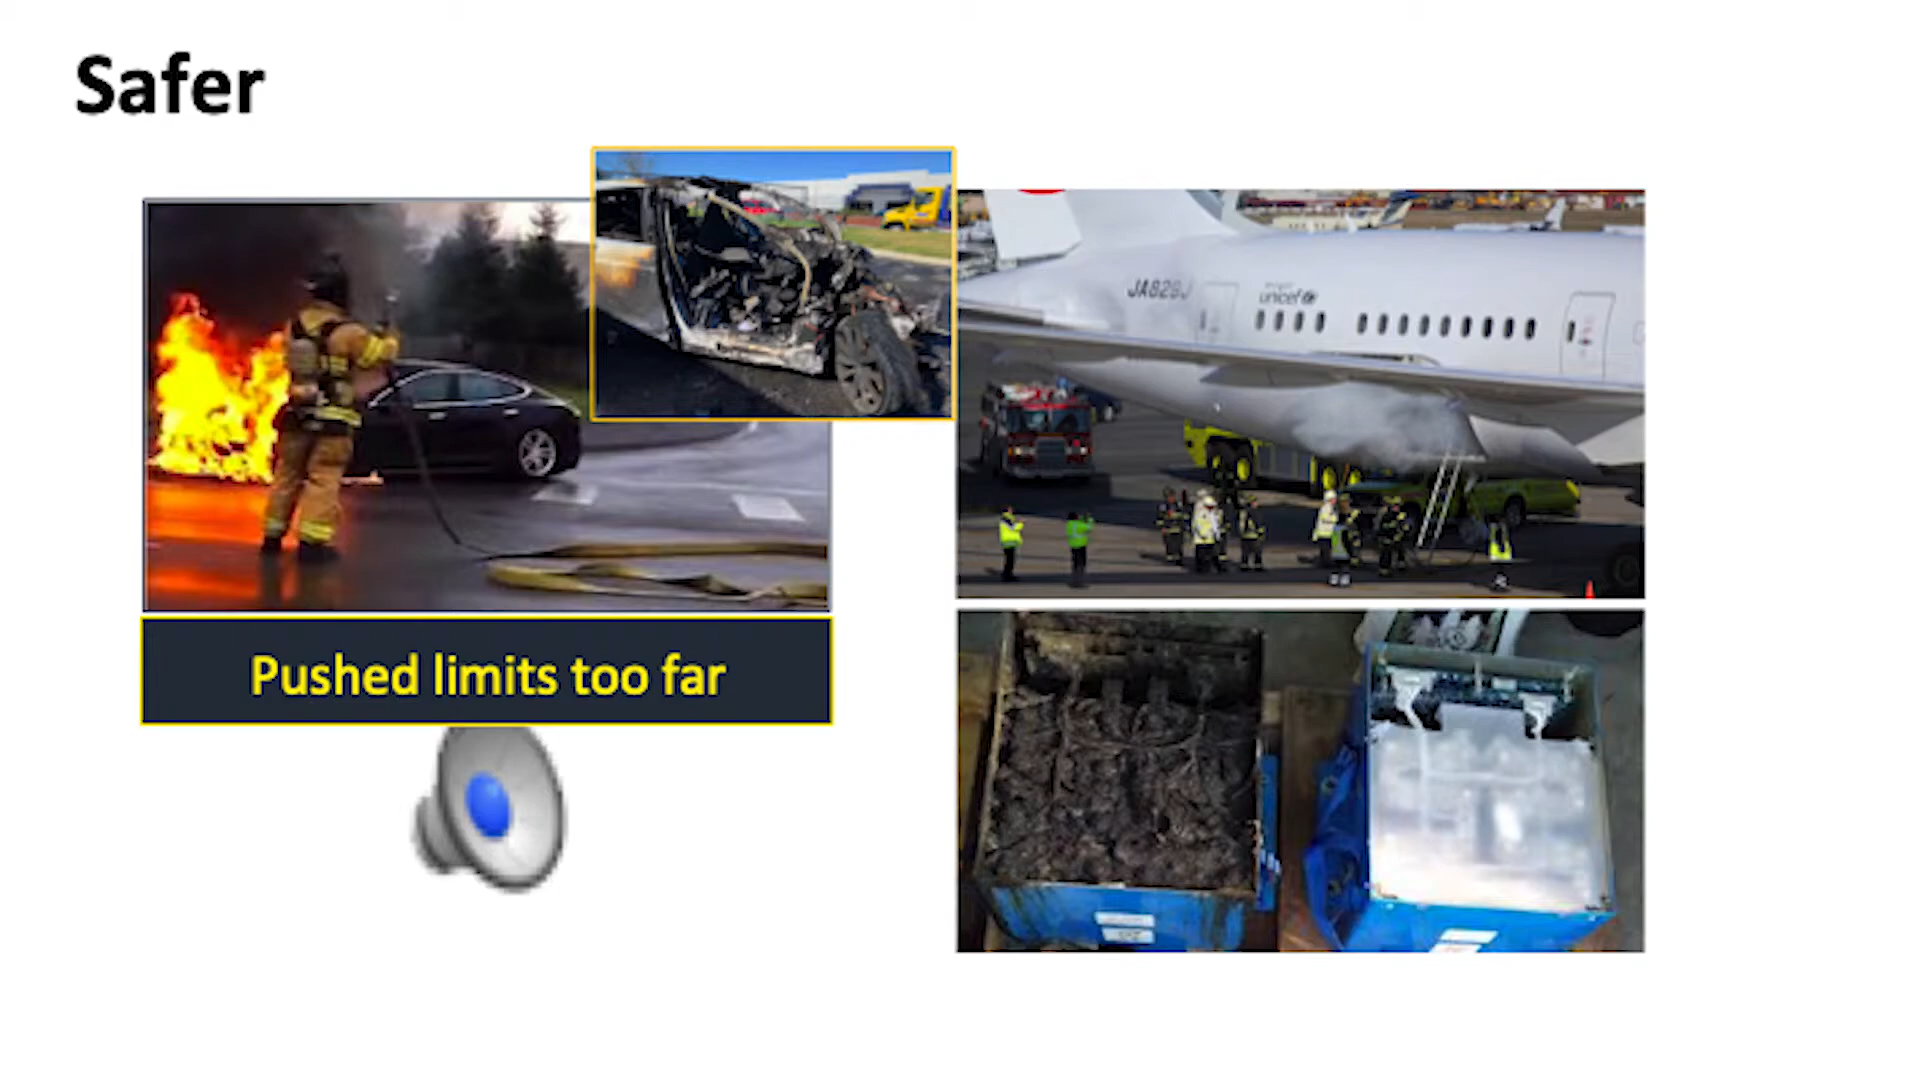 Safer
JA829J
unicef
Pushed limits too far